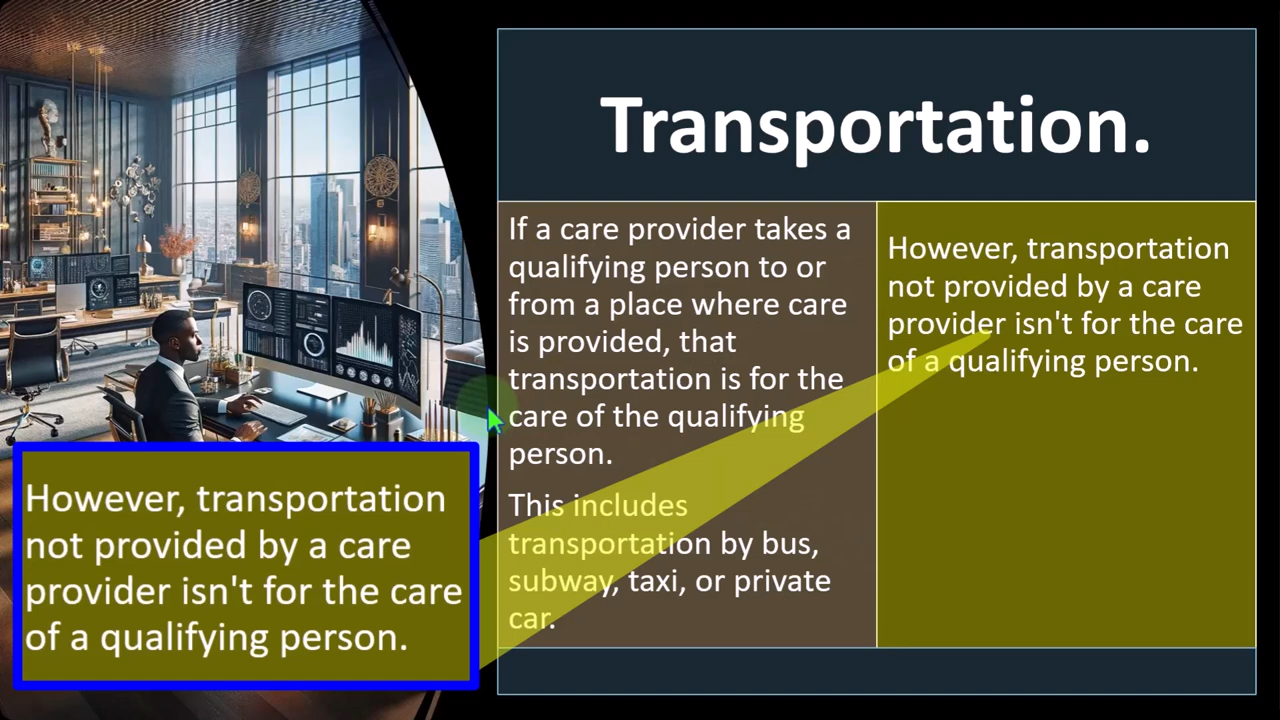 Transportation.
If a care provider takes a
qualifying person to or
from a place where care
is provided, that
transportation is for the
care of the qualifying
person.
This includes
transportation by bus,
subway, taxi, or private
car.
However, transportation
not provided by a care
provider isn't for the care
of a qualifying person.
However, transportation
not provided by a care
provider isn't for the care
of a qualifying person.